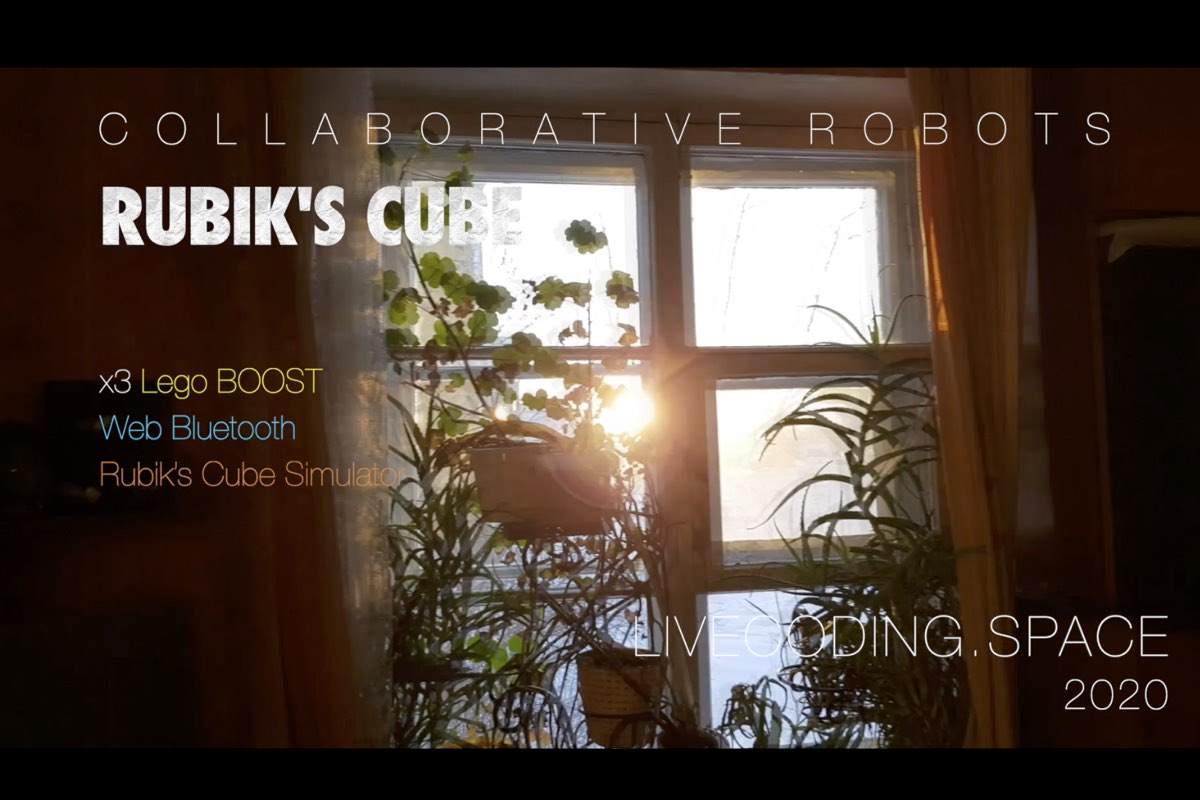 COLLABORATIVE ROBOTS
RUBIK'S CUBE
x3 Lego BOOST
Web Bluetooth
Rubik's Cube Simulator
LIVECODING.SPACE
2020